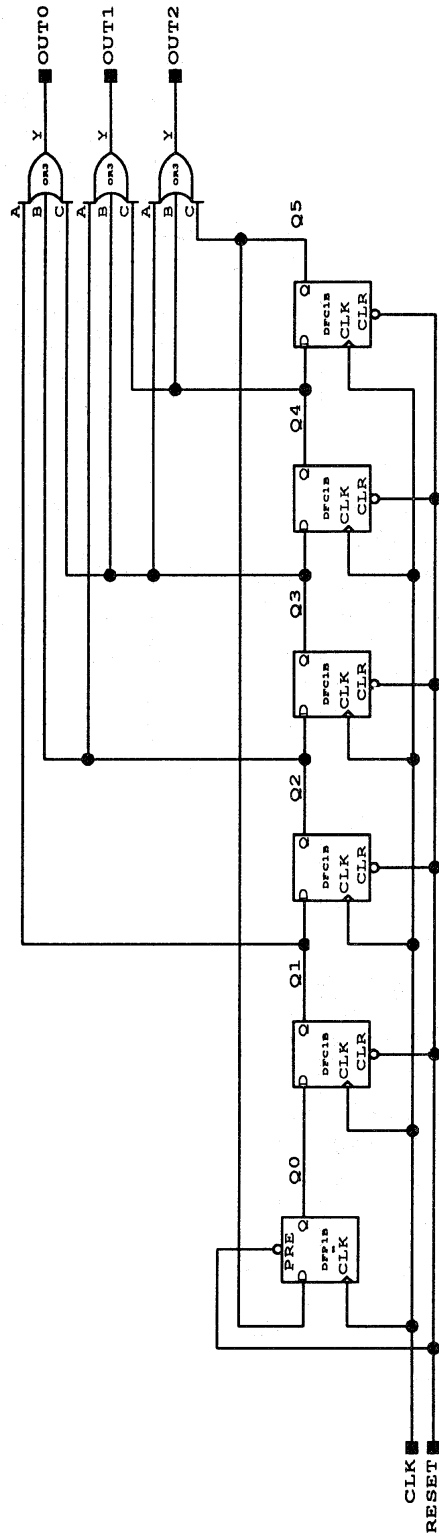 OUT0
OUT1
OUT2
Y
Y
Y
OR3
OR3
OR3
A
B
C
A
B
C
A
B
C
Q0
Q1
Q2
Q3
Q4
Q5
PRE
D
Q
DFP1B
CLK
D
Q
DFC1B
CLK
CLR
D
Q
DFC1B
CLK
CLR
D
Q
DFC1B
CLK
CLR
D
Q
DFC1B
CLK
CLR
D
Q
DFC1B
CLK
CLR
CLK
RESET